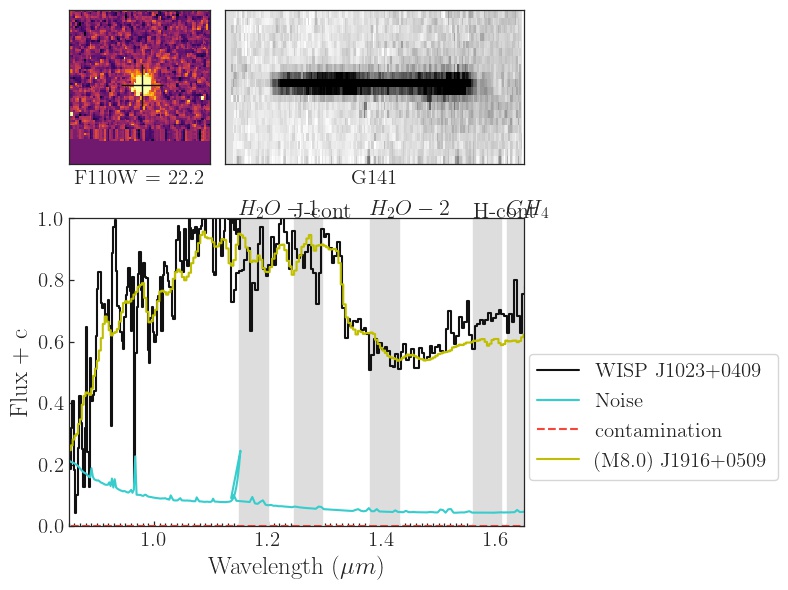 F110W = 22.2
G141
H₂O − 1
J-cont
H₂O − 2
H-cont
CH₄
1.0
0.8
0.6
0.4
0.2
0.0
Flux + c
1.0
1.2
1.4
1.6
Wavelength (μm)
WISP J1023+0409
Noise
contamination
(M8.0) J1916+0509